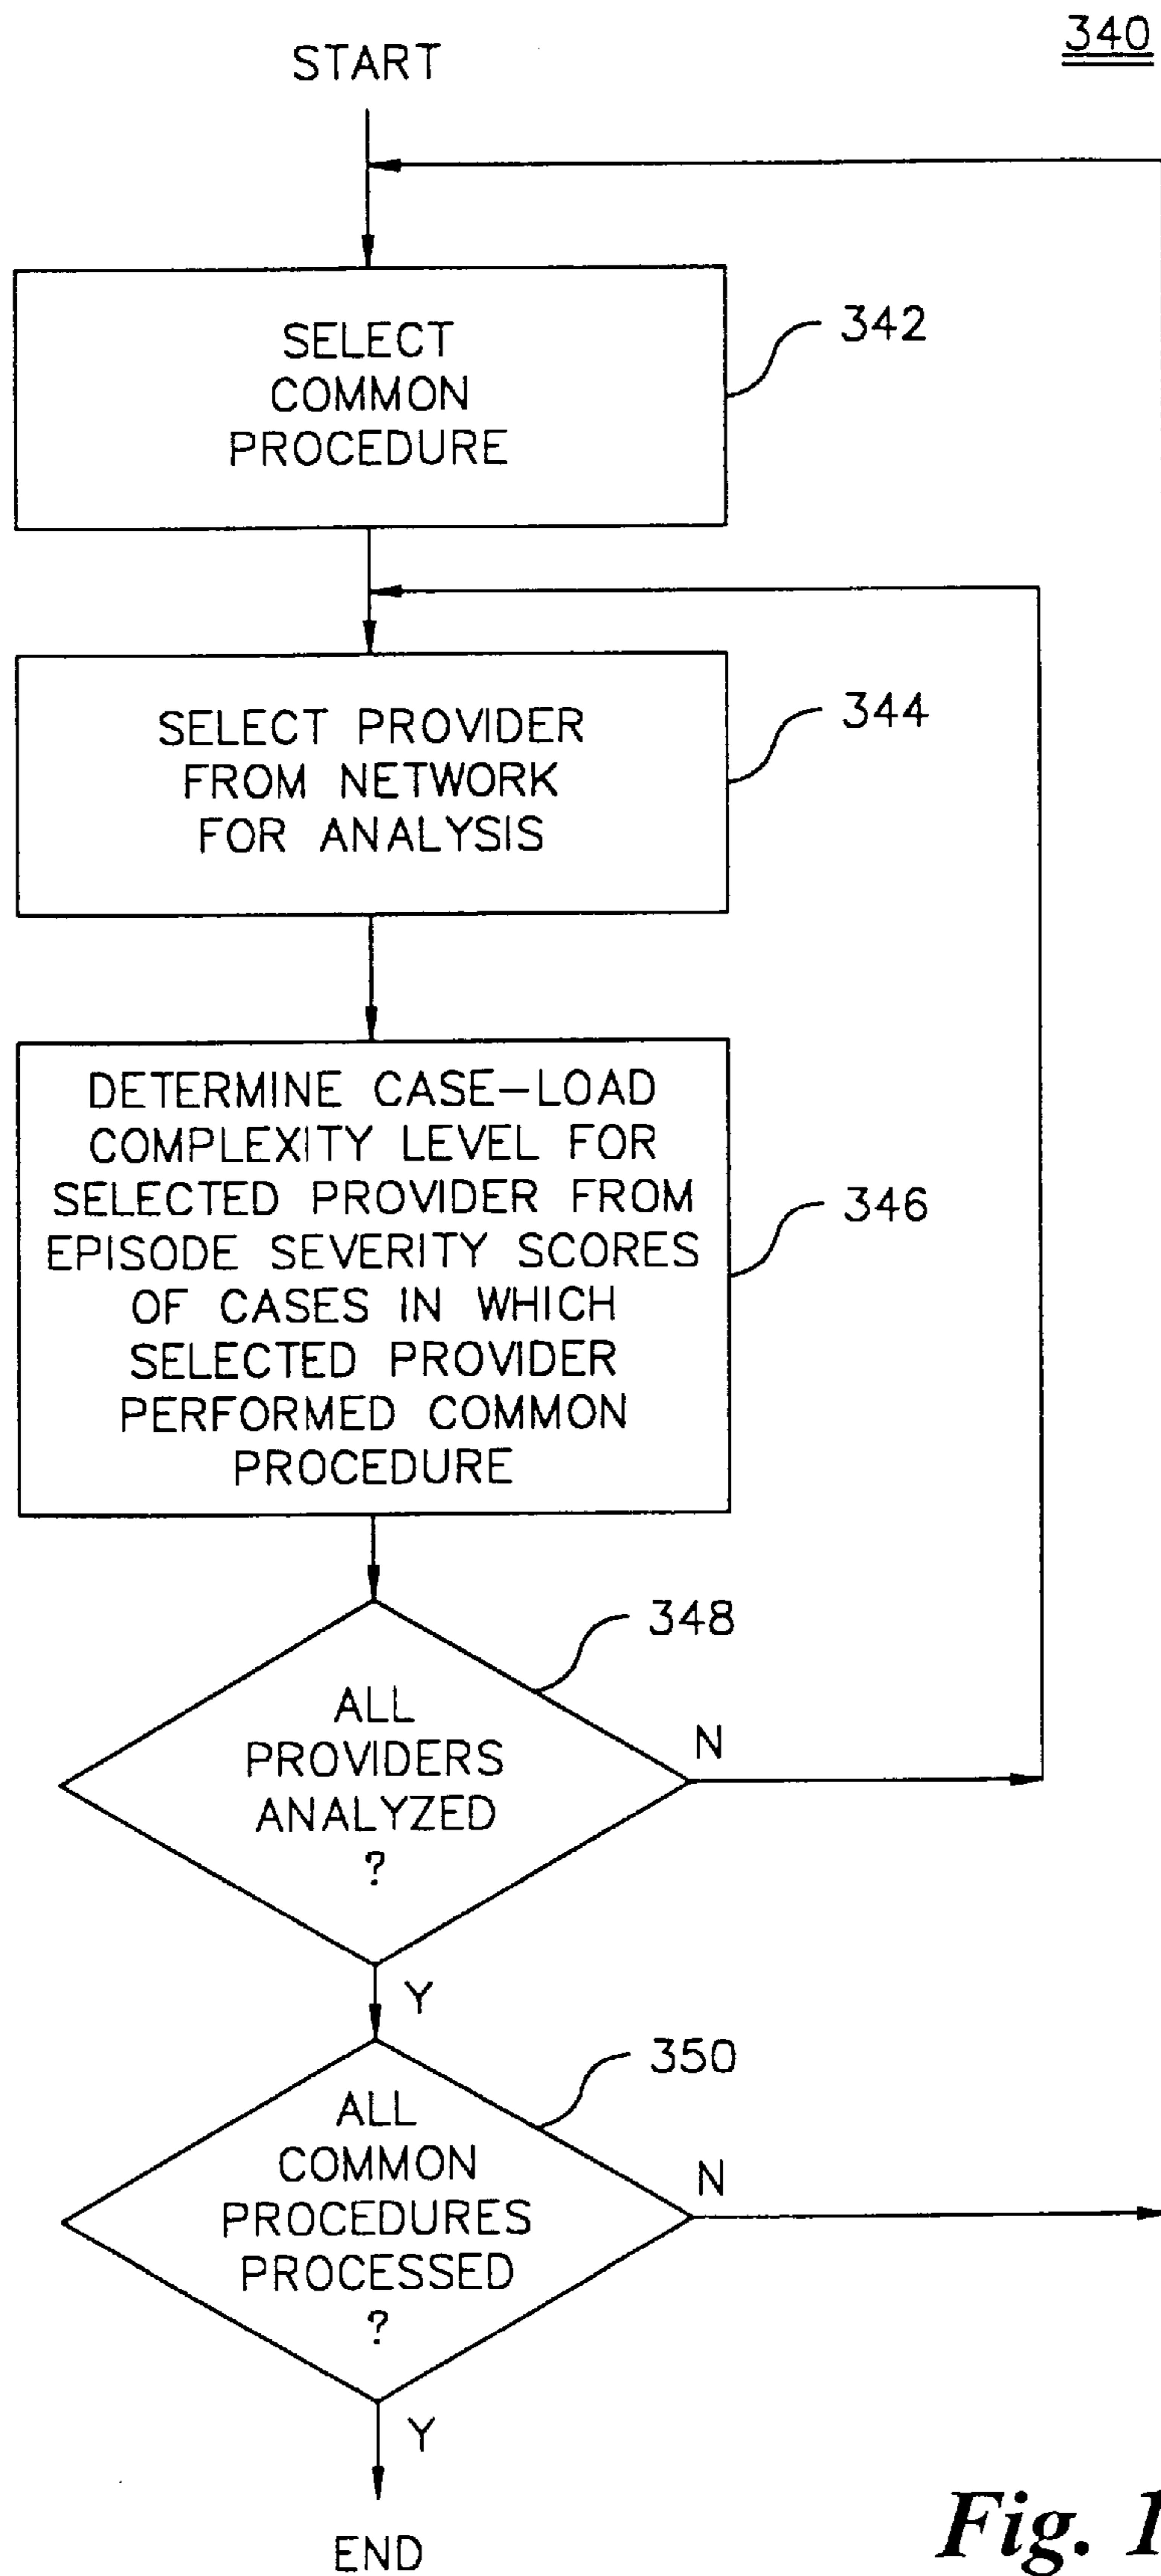 340
START
SELECT
COMMON
PROCEDURE
342
SELECT PROVIDER
FROM NETWORK
FOR ANALYSIS
344
DETERMINE CASE-LOAD
COMPLEXITY LEVEL FOR
SELECTED PROVIDER FROM
EPISODE SEVERITY SCORES
OF CASES IN WHICH
SELECTED PROVIDER
PERFORMED COMMON
PROCEDURE
346
348
ALL
PROVIDERS
ANALYZED
?
N
Y
350
ALL
COMMON
PROCEDURES
PROCESSED
?
N
Y
END
Fig. 1